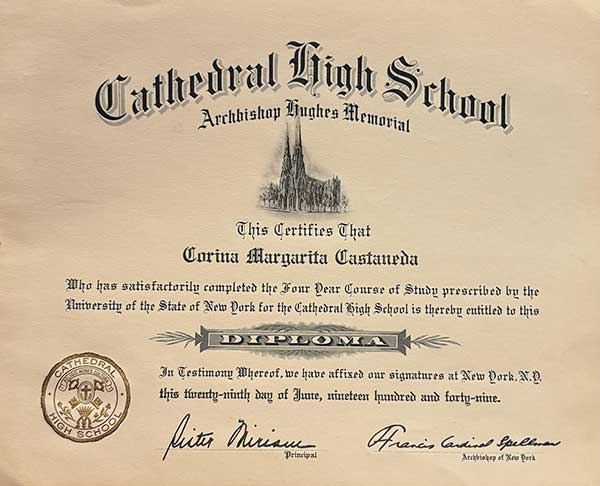 Cathedral High School
Archbishop Hughes Memorial
This Certifies That
Corina Margarita Castaneda
Who has satisfactorily completed the Four Year Course of Study prescribed by the
University of the State of New York for the Cathedral High School is thereby entitled to this
DIPLOMA
In Testimony Whereof, we have affixed our signatures at New York, N.Y.
this twenty-ninth day of June, nineteen hundred and forty-nine.
CATHEDRAL
HIGH SCHOOL
Sister Miriam
Principal
Francis Cardinal Spellman
Archbishop of New York